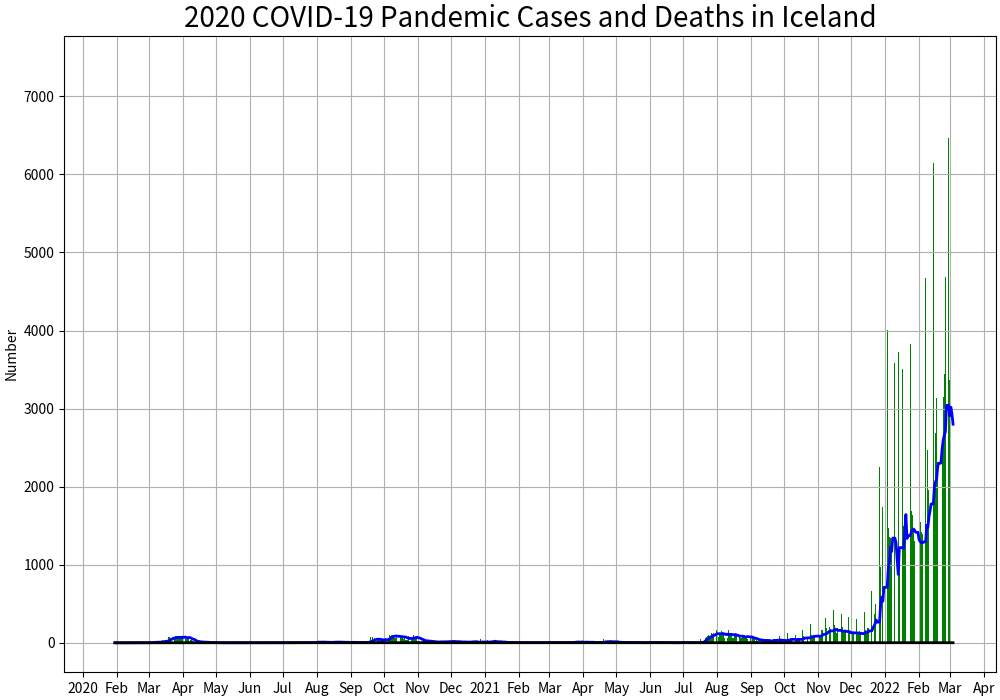 2020 COVID-19 Pandemic Cases and Deaths in Iceland
7000
6000
5000
4000
3000
2000
1000
0
Number
2020 Feb Mar Apr May Jun Jul Aug Sep Oct Nov Dec 2021 Feb Mar Apr May Jun Jul Aug Sep Oct Nov Dec 2022 Feb Mar Apr